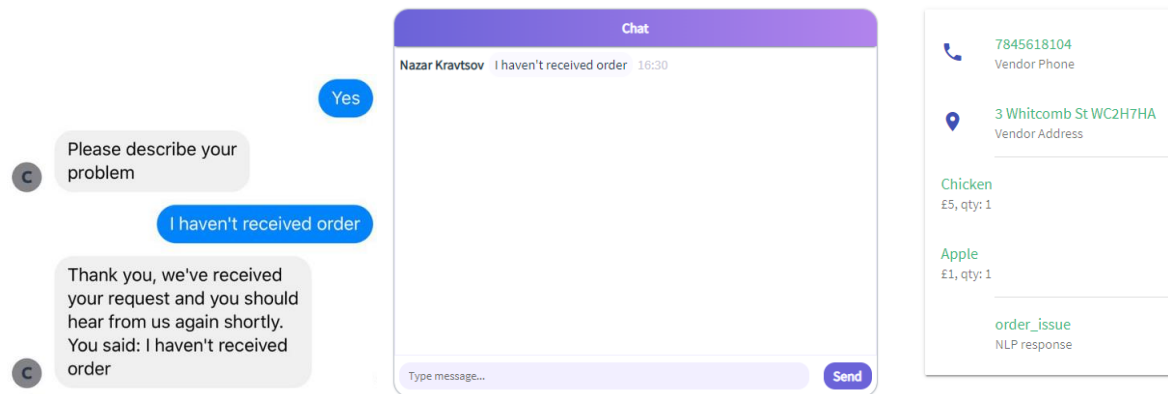 Yes
Please describe your
problem
C
I haven't received order
Thank you, we've received
your request and you should
hear from us again shortly.
You said: I haven't received
order
C
Chat
Nazar Kravtsov I haven't received order 16:30
Type message...
Send
7845618104
Vendor Phone
3 Whitcomb St WC2H7HA
Vendor Address
Chicken
£5, qty: 1
Apple
£1, qty: 1
order_issue
NLP response